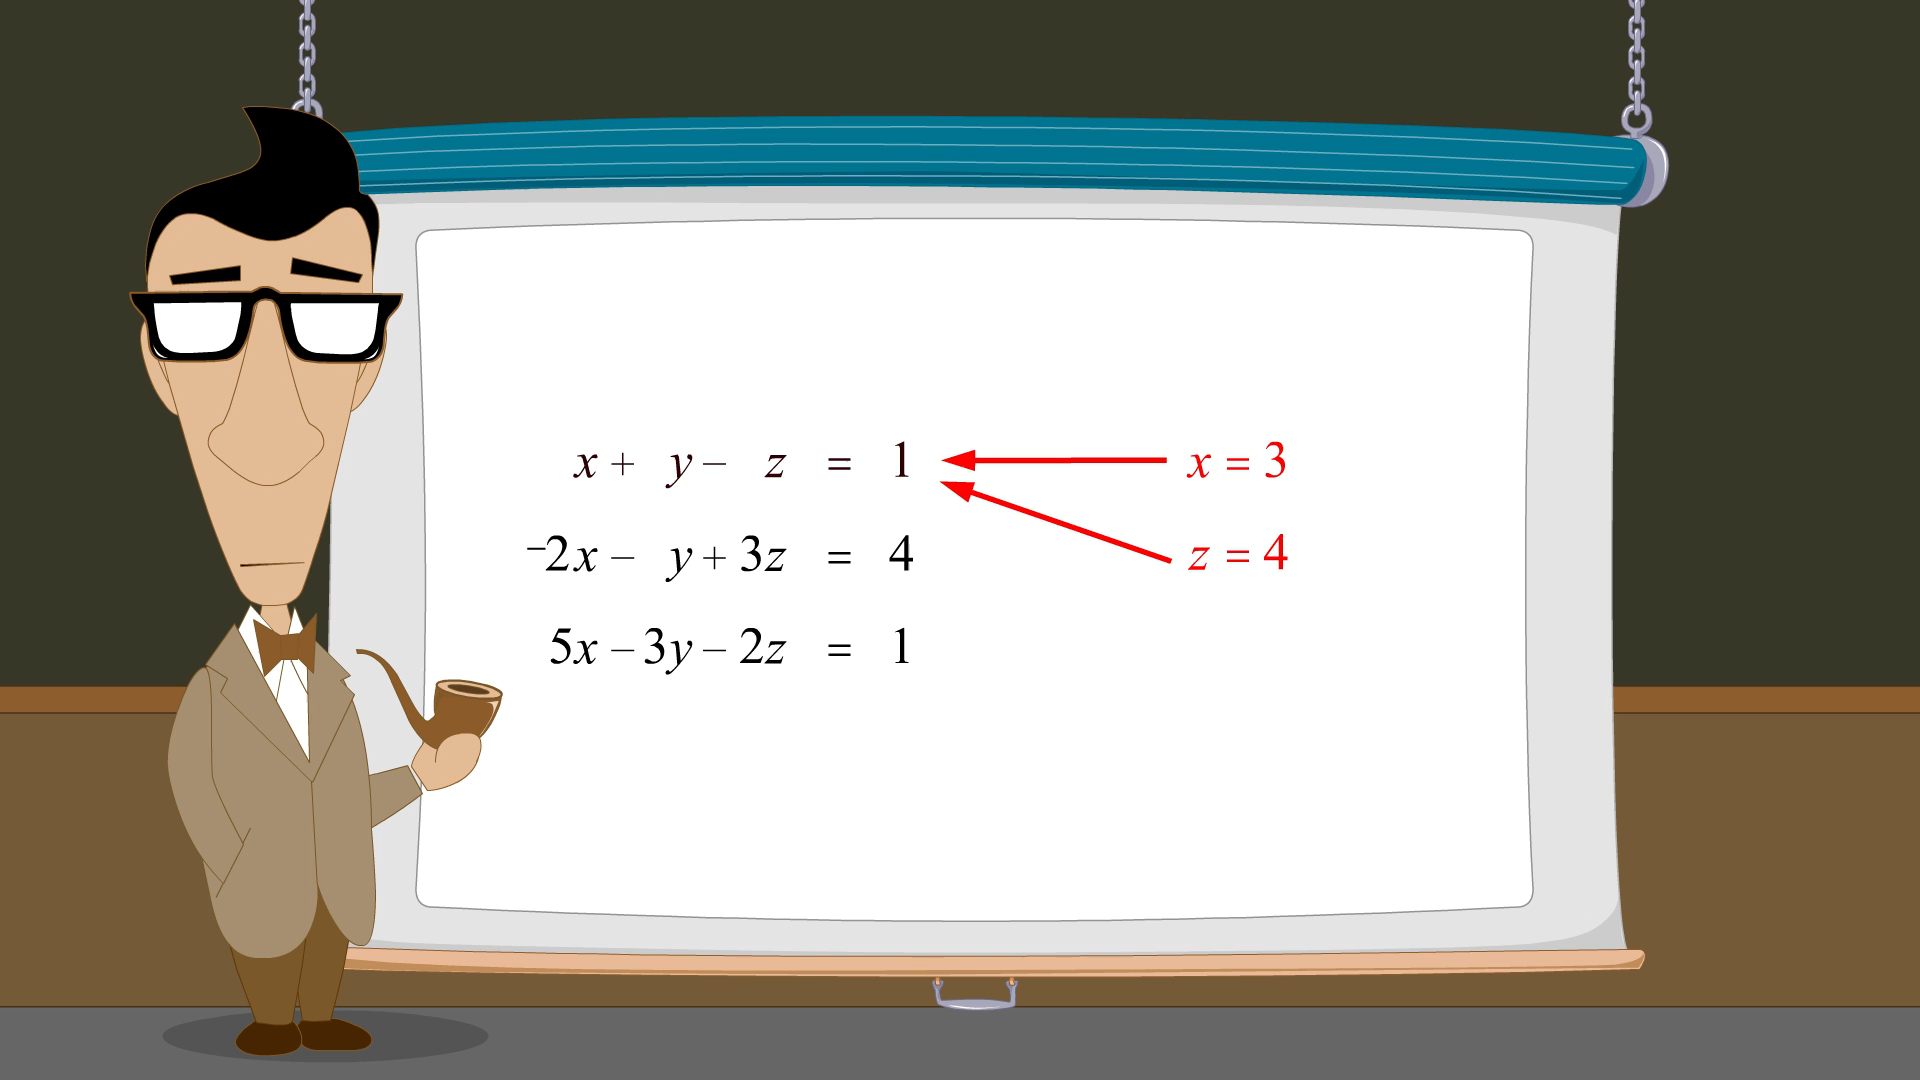 x + y − z = 1
x = 3
−2x − y + 3z = 4
z = 4
5x − 3y − 2z = 1